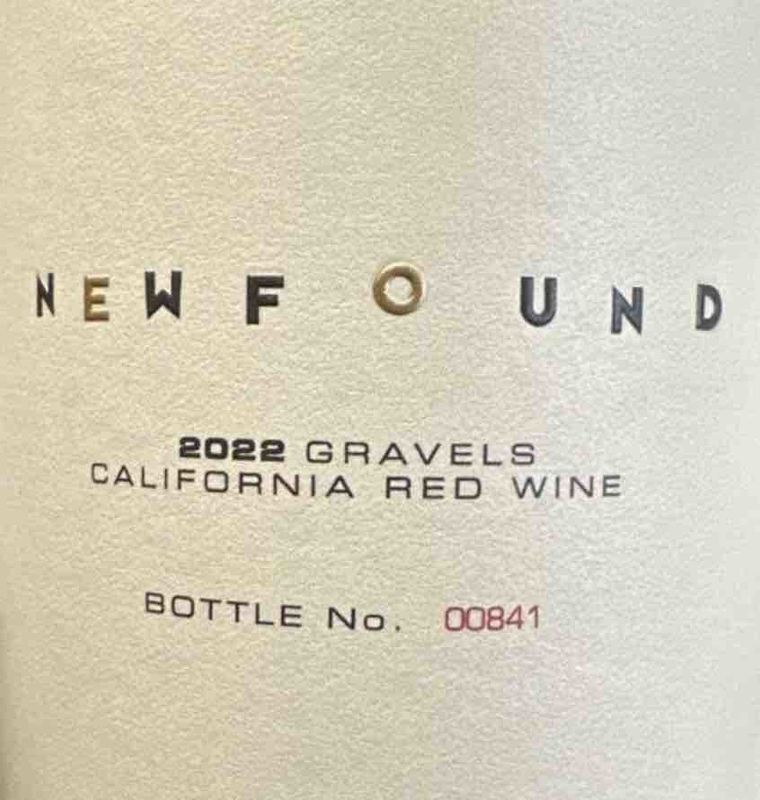 NEWFOUND
2022 GRAVELS
CALIFORNIA RED WINE
BOTTLE No. 00841